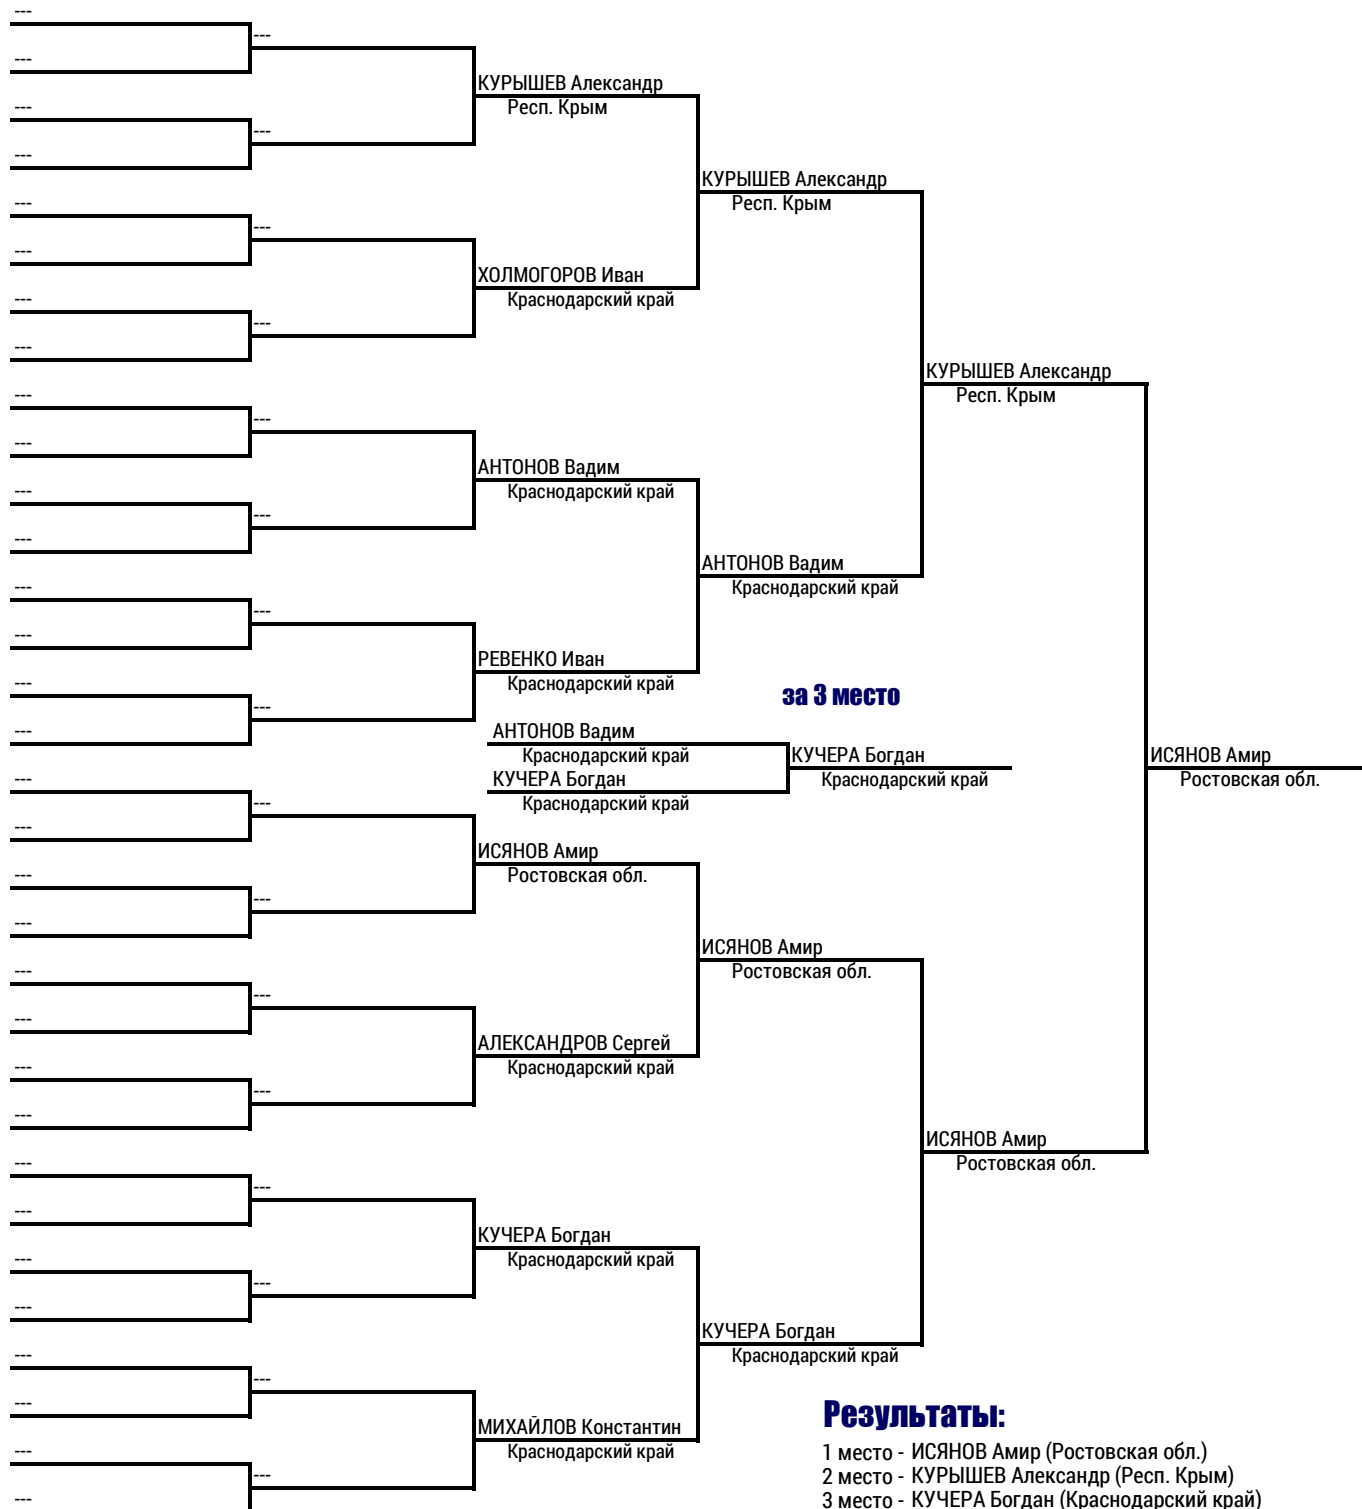 ---
---
---
КУРЫШЕВ Александр
---
Респ. Крым
---
---
КУРЫШЕВ Александр
---
Респ. Крым
---
---
ХОЛМОГОРОВ Иван
---
Краснодарский край
---
---
КУРЫШЕВ Александр
---
Респ. Крым
---
---
АНТОНОВ Вадим
---
Краснодарский край
---
---
АНТОНОВ Вадим
---
Краснодарский край
---
---
РЕВЕНКО Иван
---
Краснодарский край
за 3 место
---
---
АНТОНОВ Вадим
Краснодарский край
КУЧЕРА Богдан
Краснодарский край
КУЧЕРА Богдан
Краснодарский край
ИСЯНОВ Амир
Ростовская обл.
---
---
---
ИСЯНОВ Амир
---
Ростовская обл.
---
---
ИСЯНОВ Амир
---
Ростовская обл.
---
---
АЛЕКСАНДРОВ Сергей
---
Краснодарский край
---
---
ИСЯНОВ Амир
---
Ростовская обл.
---
---
КУЧЕРА Богдан
---
Краснодарский край
---
---
КУЧЕРА Богдан
---
Краснодарский край
---
---
МИХАЙЛОВ Константин
---
Краснодарский край
---
---
Результаты:
1 место - ИСЯНОВ Амир (Ростовская обл.)
2 место - КУРЫШЕВ Александр (Респ. Крым)
3 место - КУЧЕРА Богдан (Краснодарский край)